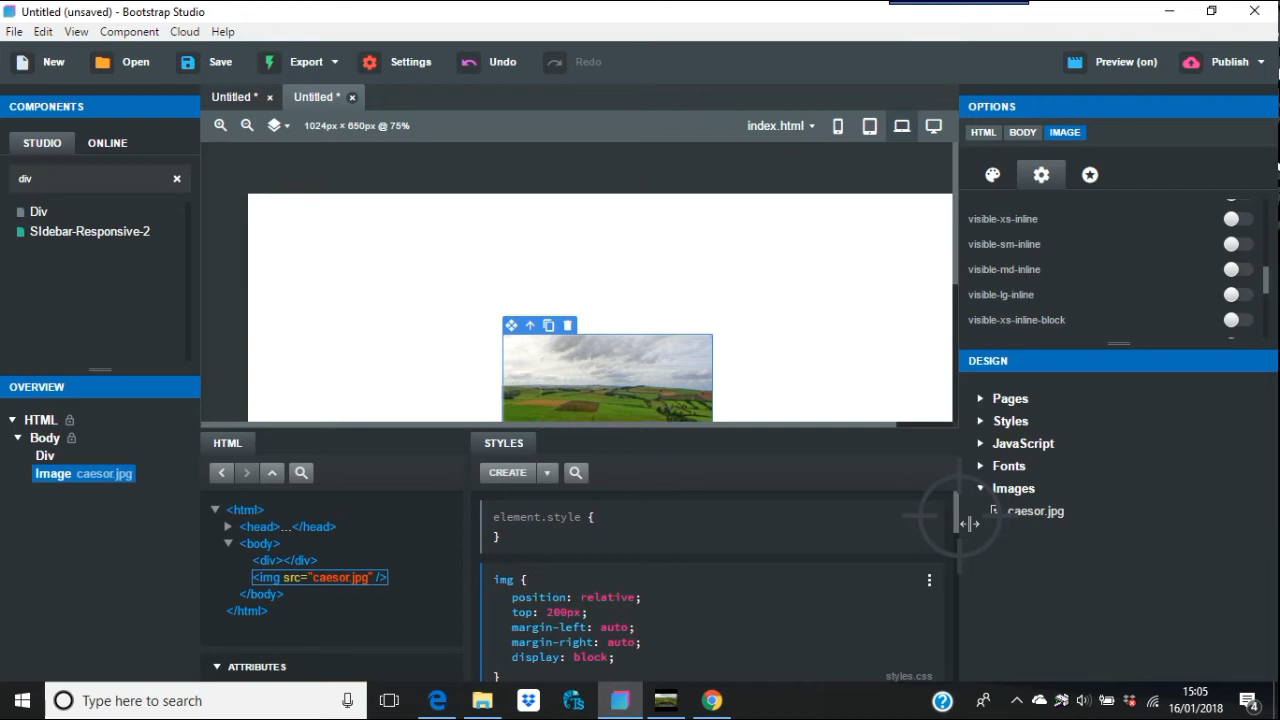 Untitled (unsaved) - Bootstrap Studio
File Edit View Component Cloud Help
New Open Save Export Settings Undo Redo Preview (on) Publish
COMPONENTS
STUDIO ONLINE
div
Div
SIdebar-Responsive-2
OVERVIEW
HTML
Body
Div
Image caesor.jpg
Untitled * Untitled *
1024px × 650px @ 75% index.html
HTML
<html>
<head>...</head>
<body>
<div></div>
<img src="caesor.jpg" />
</body>
</html>
ATTRIBUTES
STYLES
CREATE
element.style {
}
img {
position: relative;
top: 200px;
margin-left: auto;
margin-right: auto;
display: block;
}
styles.css
OPTIONS
HTML BODY IMAGE
visible-xs-inline
visible-sm-inline
visible-md-inline
visible-lg-inline
visible-xs-inline-block
DESIGN
Pages
Styles
JavaScript
Fonts
Images
caesor.jpg
Type here to search
15:05
16/01/2018
4